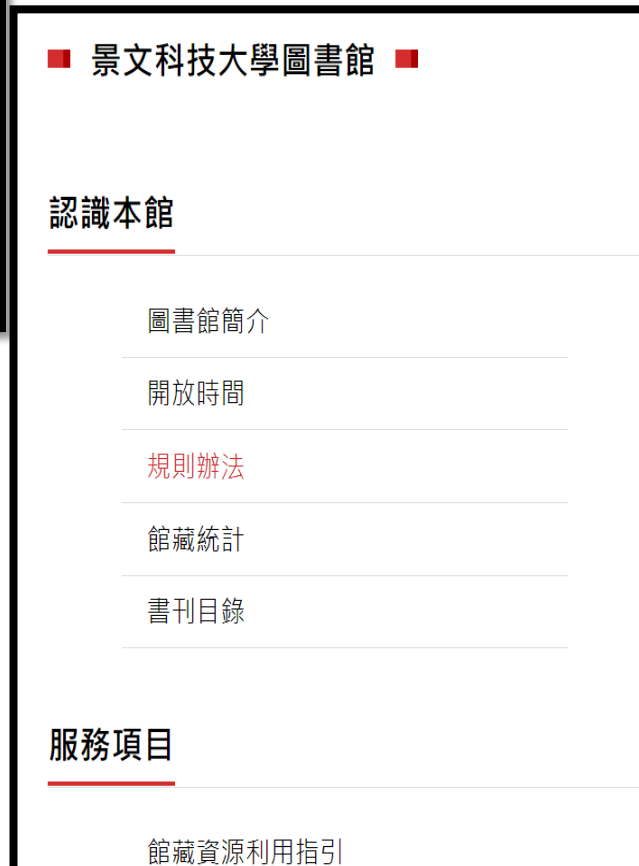 景文科技大學圖書館
認識本館
圖書館簡介
開放時間
規則辦法
館藏統計
書刊目錄
服務項目
館藏資源利用指引